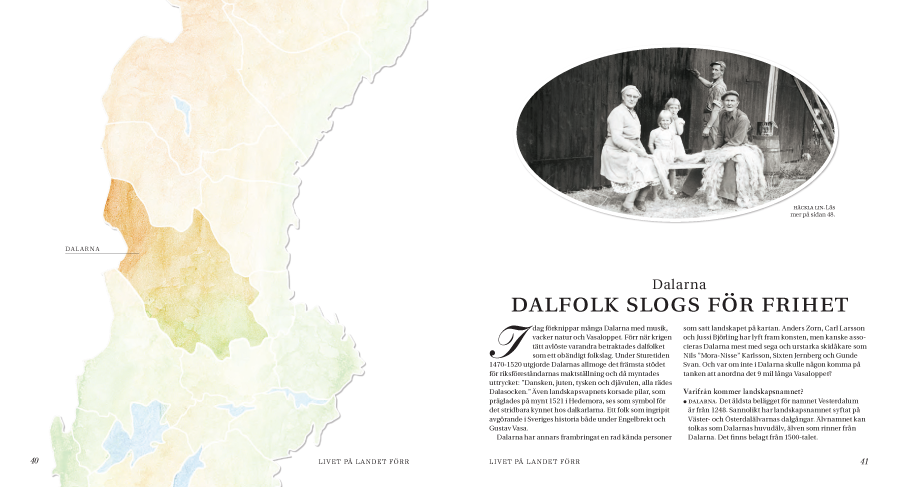 DALARNA
40
LIVET PÅ LANDET FÖRR
HÄCKLA LIN. Läs
mer på sidan 48.
Dalarna
DALFOLK SLOGS FÖR FRIHET
I dag förknippar många Dalarna med musik,
vacker natur och Vasaloppet. Förr när krigen
tätt avlöste varandra betraktades dalfolket
som ett obändigt folkslag. Under Sturetiden
1470-1520 utgjorde Dalarnas allmoge det främsta stödet
för riksföreståndarnas maktställning och då myntades
uttrycket: ”Dansken, juten, tysken och djävulen, alla rädes
Dalasocken.” Även landskapsvapnets korsade pilar, som
präglades på mynt 1521 i Hedemora, ses som symbol för
det stridbara kynnet hos dalkarlarna. Ett folk som ingripit
avgörande i Sveriges historia både under Engelbrekt och
Gustav Vasa.
Dalarna har annars frambringat en rad kända personer
som satt landskapet på kartan. Anders Zorn, Carl Larsson
och Jussi Björling har lyft fram konsten, men kanske asso-
cieras Dalarna mest med sega och urstarka skidåkare som
Nils ”Mora-Nisse” Karlsson, Sixten Jernberg och Gunde
Svan. Och var om inte i Dalarna skulle någon komma på
tanken att anordna det 9 mil långa Vasaloppet?
Varifrån kommer landskapsnamnet?
• DALARNA. Det äldsta belägget för namnet Vesterdalum
är från 1248. Sannolikt har landskapsnamnet syftat på
Väster- och Österdalälvarnas dalgångar. Älvnamnet kan
tolkas som Dalarnas huvudälv, älven som rinner från
Dalarna. Det finns belagt från 1500-talet.
LIVET PÅ LANDET FÖRR
41